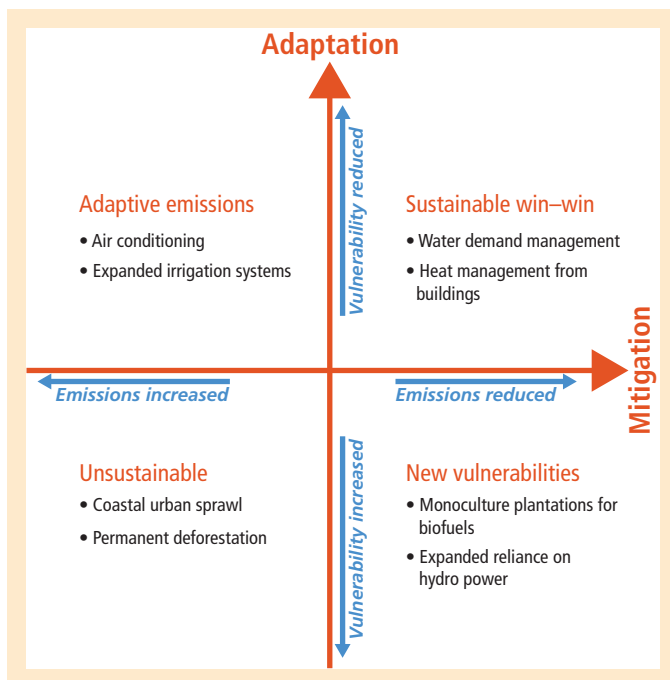 Adaptation
Vulnerability reduced
Adaptive emissions
• Air conditioning
• Expanded irrigation systems
Sustainable win–win
• Water demand management
• Heat management from
buildings
Mitigation
Emissions increased
Emissions reduced
Vulnerability increased
Unsustainable
• Coastal urban sprawl
• Permanent deforestation
New vulnerabilities
• Monoculture plantations for
biofuels
• Expanded reliance on
hydro power